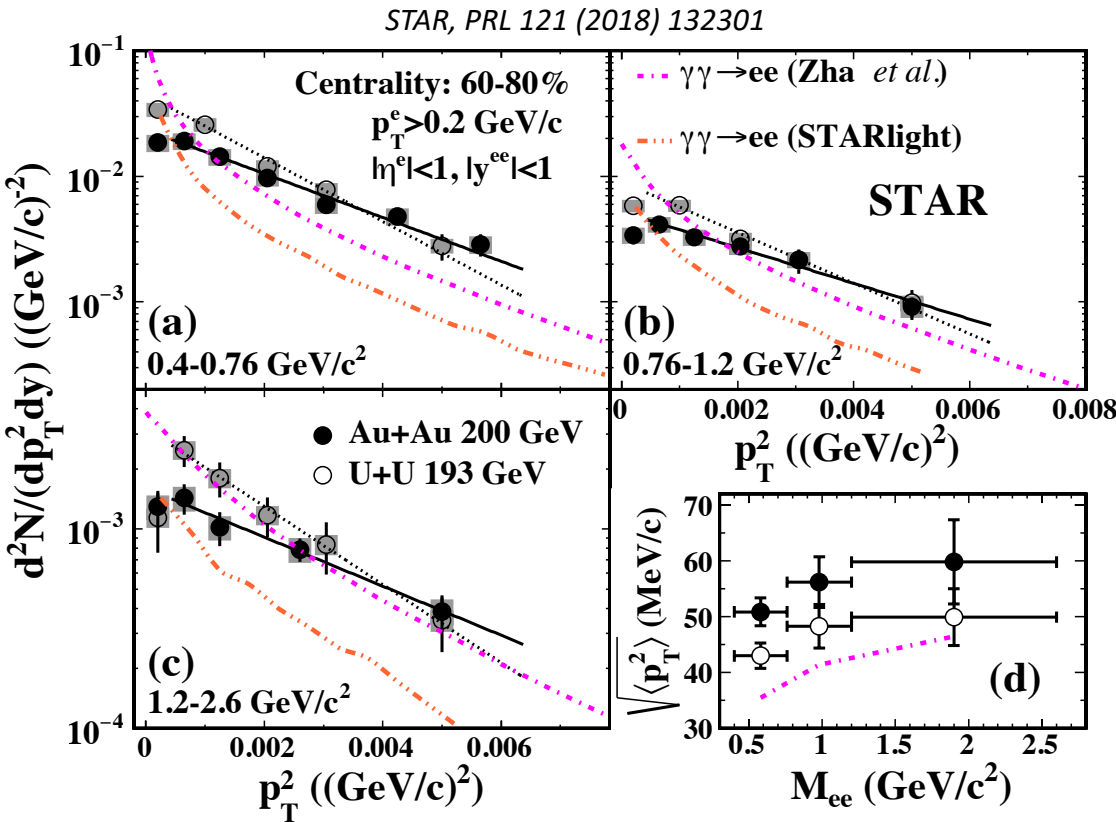 STAR, PRL 121 (2018) 132301
d²N/(dp_T²dy) ((GeV/c)⁻²)
10⁻¹
10⁻²
10⁻³
Centrality: 60-80%
p_T^e>0.2 GeV/c
|η^e|<1, |y^ee|<1
(a)
0.4-0.76 GeV/c²
γγ→ee (Zha et al.)
γγ→ee (STARlight)
STAR
(b)
0.76-1.2 GeV/c²
0 0.002 0.004 0.006 0.008
p_T² ((GeV/c)²)
10⁻³
10⁻⁴
Au+Au 200 GeV
U+U 193 GeV
(c)
1.2-2.6 GeV/c²
0 0.002 0.004 0.006
p_T² ((GeV/c)²)
√⟨p_T²⟩ (MeV/c)
70
60
50
40
30
(d)
0.5 1 1.5 2 2.5
M_ee (GeV/c²)